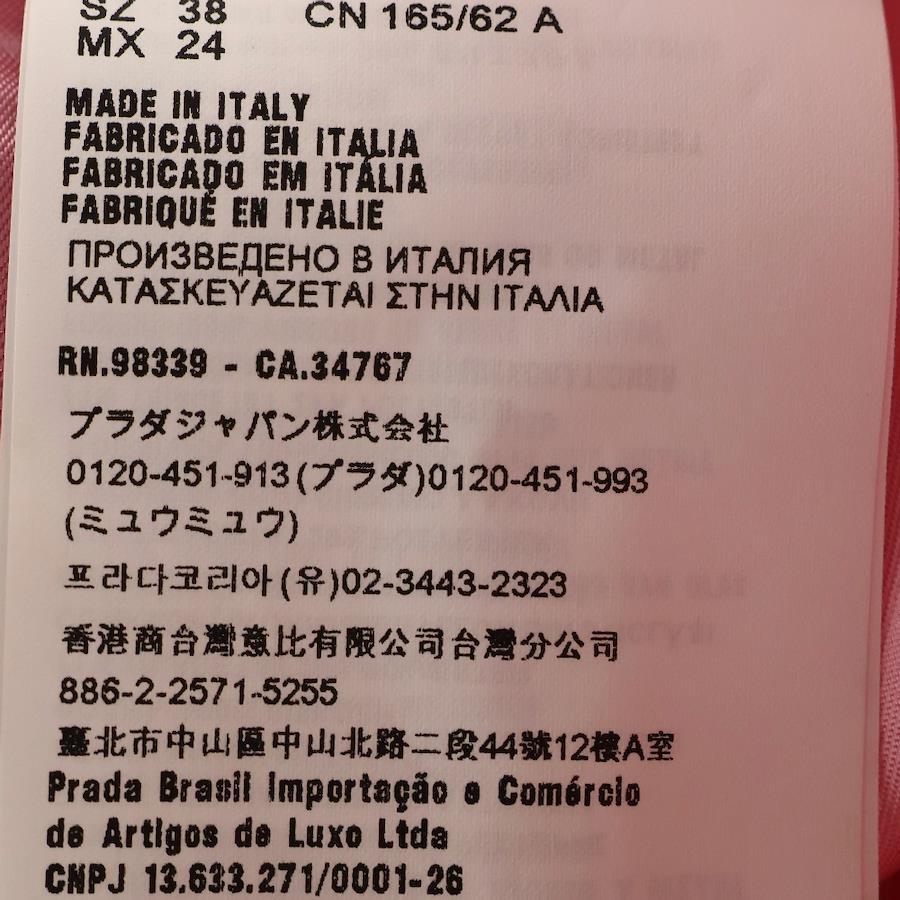 SZ 38 CN 165/62 A
MX 24
MADE IN ITALY
FABRICADO EN ITALIA
FABRICADO EM ITÁLIA
FABRIQUÉ EN ITALIE
ПРОИЗВЕДЕНО В ИТАЛИЯ
ΚΑΤΑΣΚΕΥΑΖΕΤΑΙ ΣΤΗΝ ΙΤΑΛΙΑ
RN.98339 - CA.34767
プラダジャパン株式会社
0120-451-913(プラダ)0120-451-993
(ミュウミュウ)
프라다코리아(유)02-3443-2323
香港商台灣意比有限公司台灣分公司
886-2-2571-5255
臺北市中山區中山北路二段44號12樓A室
Prada Brasil Importação e Comércio
de Artigos de Luxo Ltda
CNPJ 13.633.271/0001-26